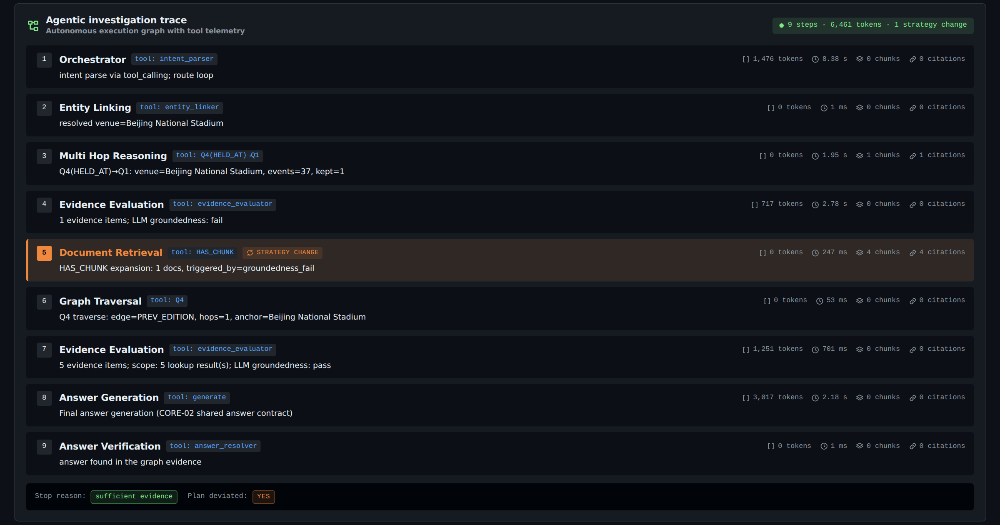 Agentic investigation trace
Autonomous execution graph with tool telemetry
9 steps · 6,461 tokens · 1 strategy change
1 Orchestrator tool: intent_parser [] 1,476 tokens 8.38 s 0 chunks 0 citations
intent parse via tool_calling; route loop
2 Entity Linking tool: entity_linker [] 0 tokens 1 ms 0 chunks 0 citations
resolved venue=Beijing National Stadium
3 Multi Hop Reasoning tool: Q4(HELD_AT)→Q1 [] 0 tokens 1.95 s 1 chunks 1 citations
Q4(HELD_AT)→Q1: venue=Beijing National Stadium, events=37, kept=1
4 Evidence Evaluation tool: evidence_evaluator [] 717 tokens 2.78 s 0 chunks 0 citations
1 evidence items; LLM groundedness: fail
5 Document Retrieval tool: HAS_CHUNK STRATEGY CHANGE [] 0 tokens 247 ms 4 chunks 4 citations
HAS_CHUNK expansion: 1 docs, triggered_by=groundedness_fail
6 Graph Traversal tool: Q4 [] 0 tokens 53 ms 0 chunks 0 citations
Q4 traverse: edge=PREV_EDITION, hops=1, anchor=Beijing National Stadium
7 Evidence Evaluation tool: evidence_evaluator [] 1,251 tokens 701 ms 0 chunks 0 citations
5 evidence items; scope: 5 lookup result(s); LLM groundedness: pass
8 Answer Generation tool: generate [] 3,017 tokens 2.18 s 0 chunks 0 citations
Final answer generation (CORE-02 shared answer contract)
9 Answer Verification tool: answer_resolver [] 0 tokens 1 ms 0 chunks 0 citations
answer found in the graph evidence
Stop reason: sufficient_evidence Plan deviated: YES